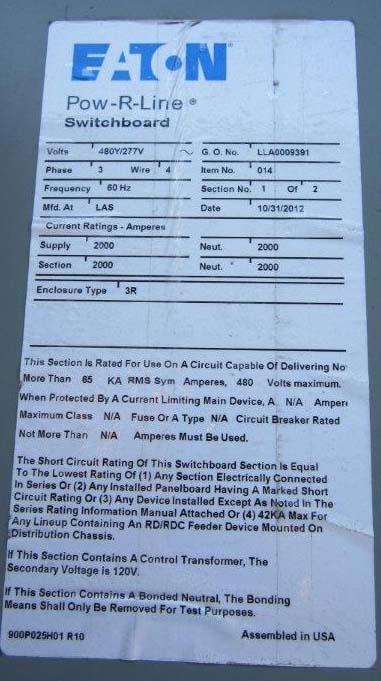 EATON
Pow-R-Line®
Switchboard
Volts 480Y/277V ~ G. O. No. LLA0009391
Phase 3 Wire 4 Item No. 014
Frequency 60 Hz Section No. 1 Of 2
Mfd. At LAS Date 10/31/2012
Current Ratings - Amperes
Supply 2000 Neut. 2000
Section 2000 Neut. 2000
Enclosure Type 3R
This Section Is Rated For Use On A Circuit Capable Of Delivering No
More Than 65 KA RMS Sym Amperes, 480 Volts maximum.
When Protected By A Current Limiting Main Device, A N/A Amper
Maximum Class N/A Fuse Or A Type N/A Circuit Breaker Rated
Not More Than N/A Amperes Must Be Used.
The Short Circuit Rating Of This Switchboard Section Is Equal
To The Lowest Rating Of (1) Any Section Electrically Connected
In Series Or (2) Any Installed Panelboard Having A Marked Short
Circuit Rating Or (3) Any Device Installed Except As Noted In The
Series Rating Information Manual Attached Or (4) 42KA Max For
Any Lineup Containing An RD/RDC Feeder Device Mounted On
Distribution Chassis.
If This Section Contains A Control Transformer, The
Secondary Voltage is 120V.
If This Section Contains A Bonded Neutral, The Bonding
Means Shall Only Be Removed For Test Purposes.
900P025H01 R10 Assembled in USA